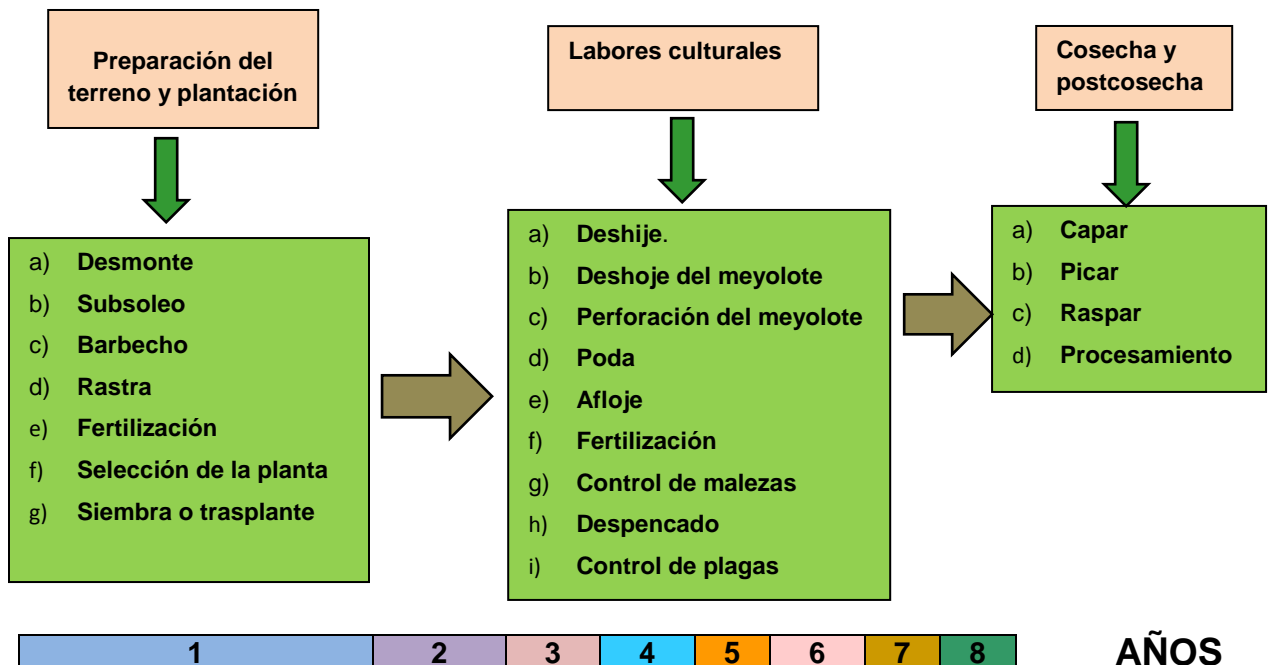 Preparación del
terreno y plantación
a) Desmonte
b) Subsoleo
c) Barbecho
d) Rastra
e) Fertilización
f) Selección de la planta
g) Siembra o trasplante
Labores culturales
a) Deshije.
b) Deshoje del meyolote
c) Perforación del meyolote
d) Poda
e) Afloje
f) Fertilización
g) Control de malezas
h) Despencado
i) Control de plagas
Cosecha y
postcosecha
a) Capar
b) Picar
c) Raspar
d) Procesamiento
1 2 3 4 5 6 7 8 AÑOS